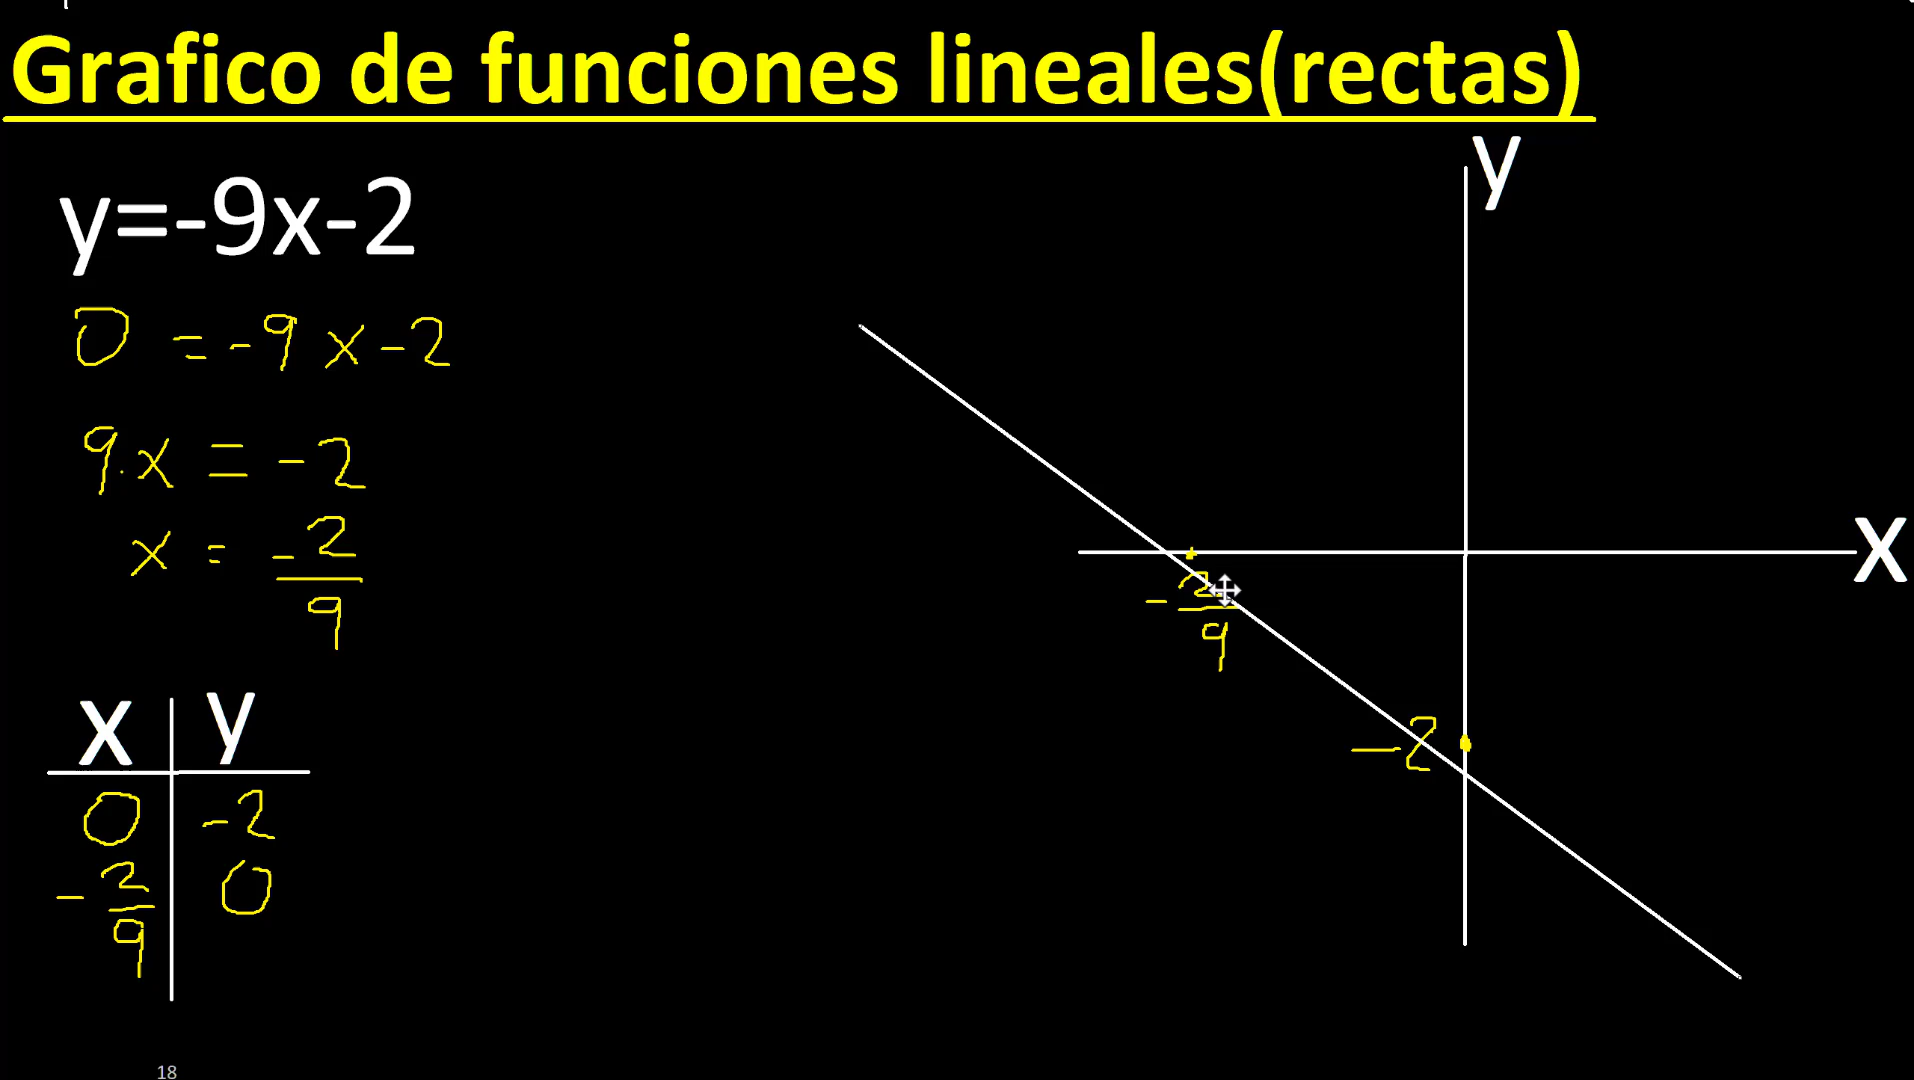 Grafico de funciones lineales(rectas)
y=-9x-2
0 = -9x-2
9.x = -2
x = -2/9
x y
0 -2
-2/9 0
y
x
-2/9
-2
18